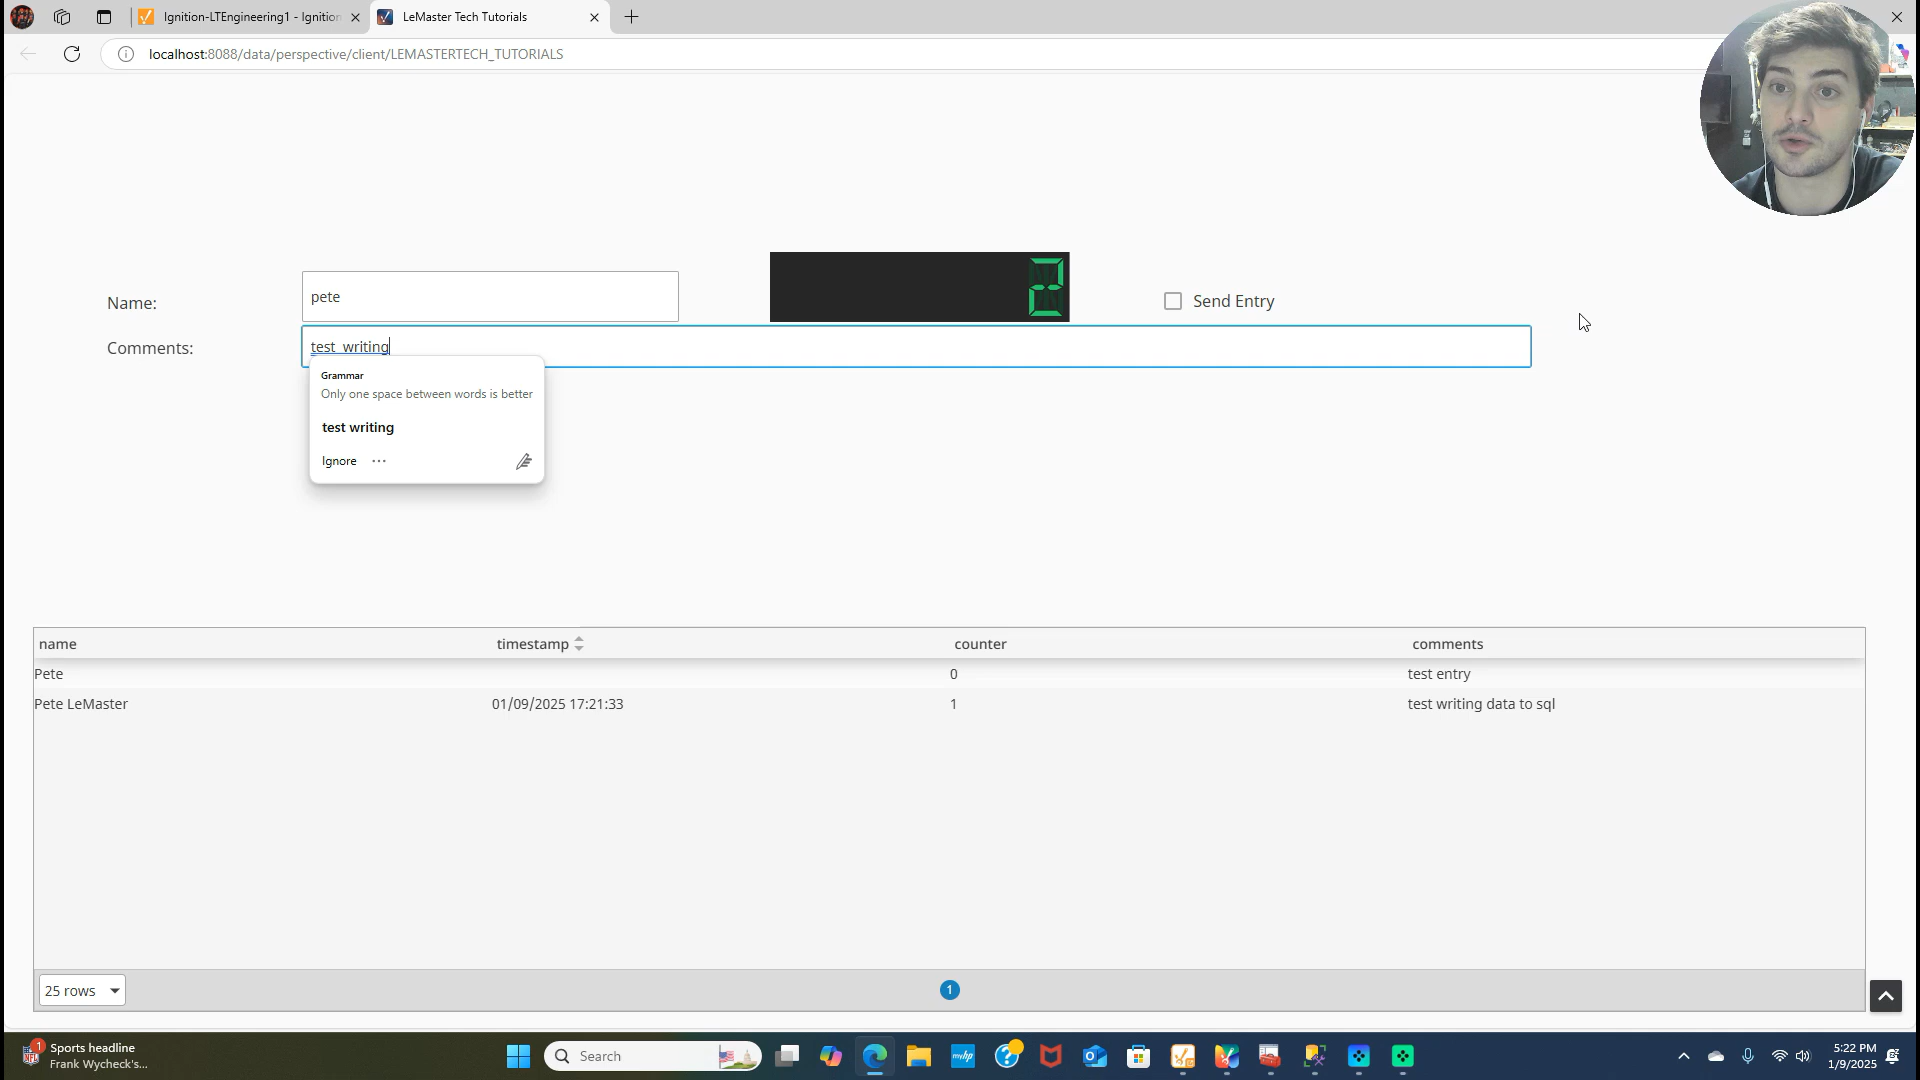 Ignition-LTEngineering1 - Ignition
LeMaster Tech Tutorials
localhost:8088/data/perspective/client/LEMASTERTECH_TUTORIALS
Name:
pete
2
Send Entry
Comments:
test  writing
Grammar
Only one space between words is better
test writing
Ignore
name timestamp counter comments
Pete 0 test entry
Pete LeMaster 01/09/2025 17:21:33 1 test writing data to sql
25 rows
1
1
Sports headline
Frank Wycheck's...
Search
myhp
5:22 PM
1/9/2025